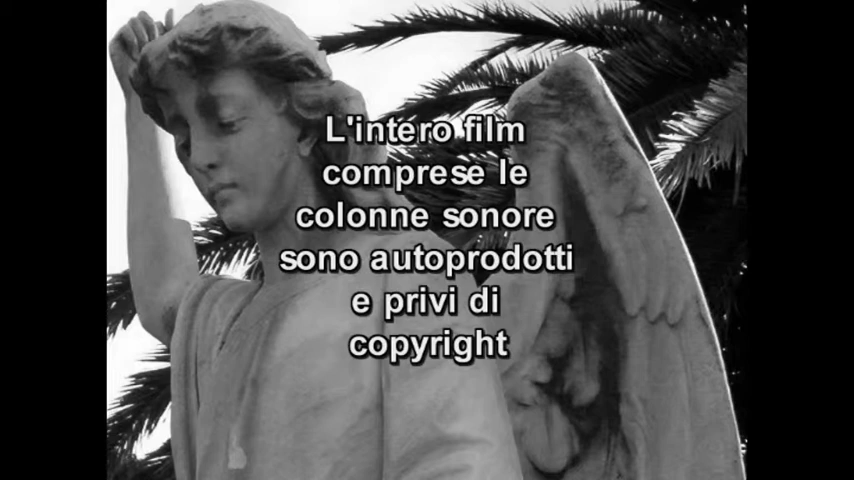 L'intero film
comprese le
colonne sonore
sono autoprodotti
e privi di
copyright